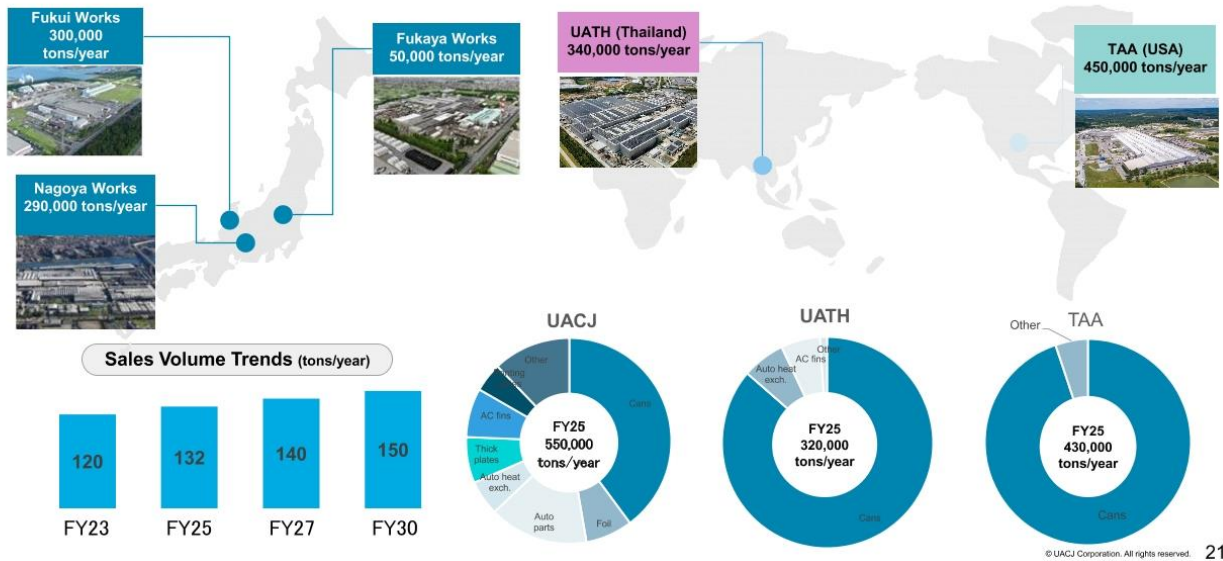 Fukui Works
300,000
tons/year
Fukaya Works
50,000 tons/year
UATH (Thailand)
340,000 tons/year
TAA (USA)
450,000 tons/year
Nagoya Works
290,000 tons/year
Sales Volume Trends (tons/year)
120
132
140
150
FY23
FY25
FY27
FY30
UACJ
Other
AC fins
Thick
plates
Auto heat
exch.
Auto
parts
Foil
Cans
FY25
550,000
tons/year
UATH
Other
AC fins
Auto heat
exch.
Cans
FY25
320,000
tons/year
TAA
Other
Cans
FY25
430,000
tons/year
© UACJ Corporation. All rights reserved.
21